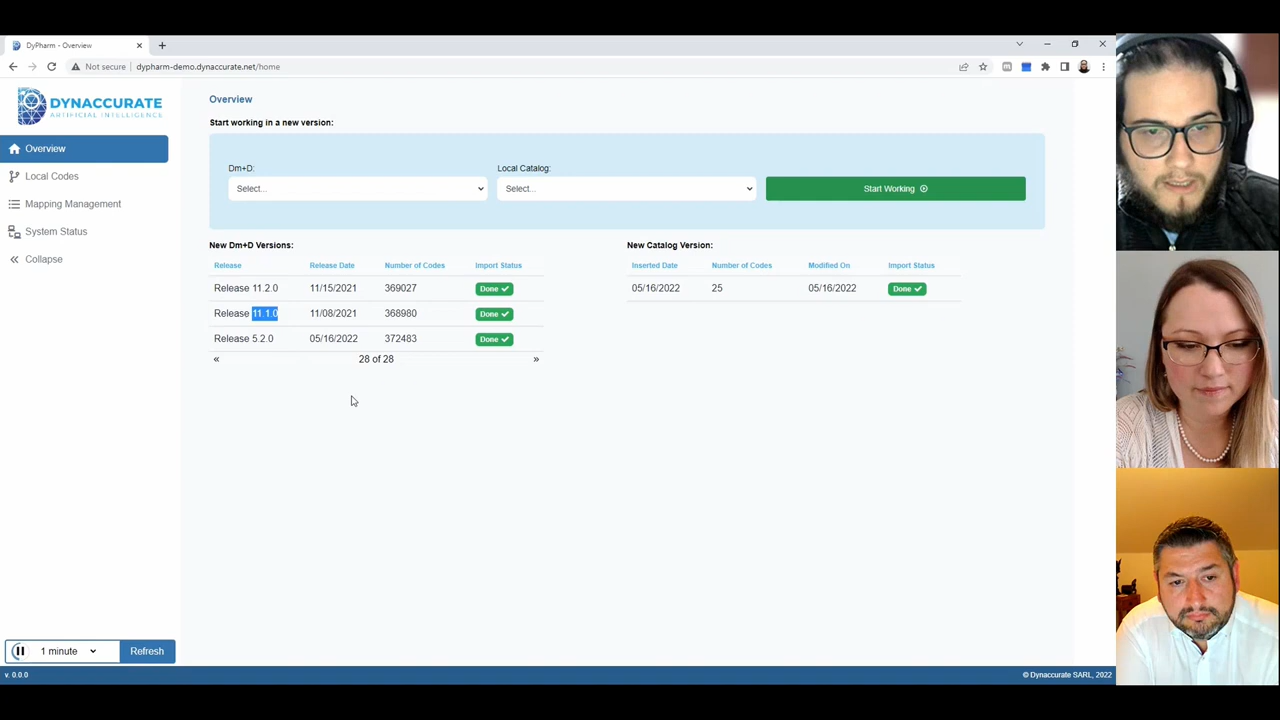 DyPharm - Overview
Not secure dypharm-demo.dynaccurate.net/home
DYNACCURATE
ARTIFICIAL INTELLIGENCE
Overview
Local Codes
Mapping Management
System Status
Collapse
Overview
Start working in a new version:
Dm+D: Local Catalog:
Select... Select... Start Working
New Dm+D Versions: New Catalog Version:
Release Release Date Number of Codes Import Status Inserted Date Number of Codes Modified On Import Status
Release 11.2.0 11/15/2021 369027 Done 05/16/2022 25 05/16/2022 Done
Release 11.1.0 11/08/2021 368980 Done
Release 5.2.0 05/16/2022 372483 Done
« 28 of 28 »
1 minute Refresh
v. 0.0.0 © Dynaccurate SARL, 2022